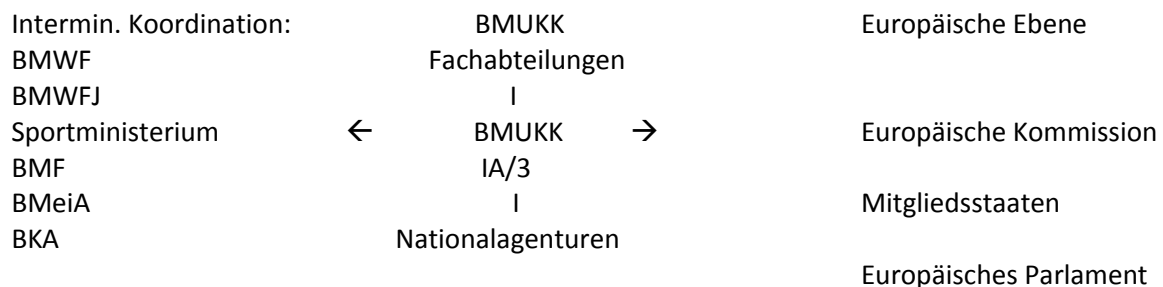 Intermin. Koordination: BMUKK Europäische Ebene
BMWF Fachabteilungen
BMWFJ I
Sportministerium ← BMUKK → Europäische Kommission
BMF IA/3
BMeiA I Mitgliedsstaaten
BKA Nationalagenturen
Europäisches Parlament